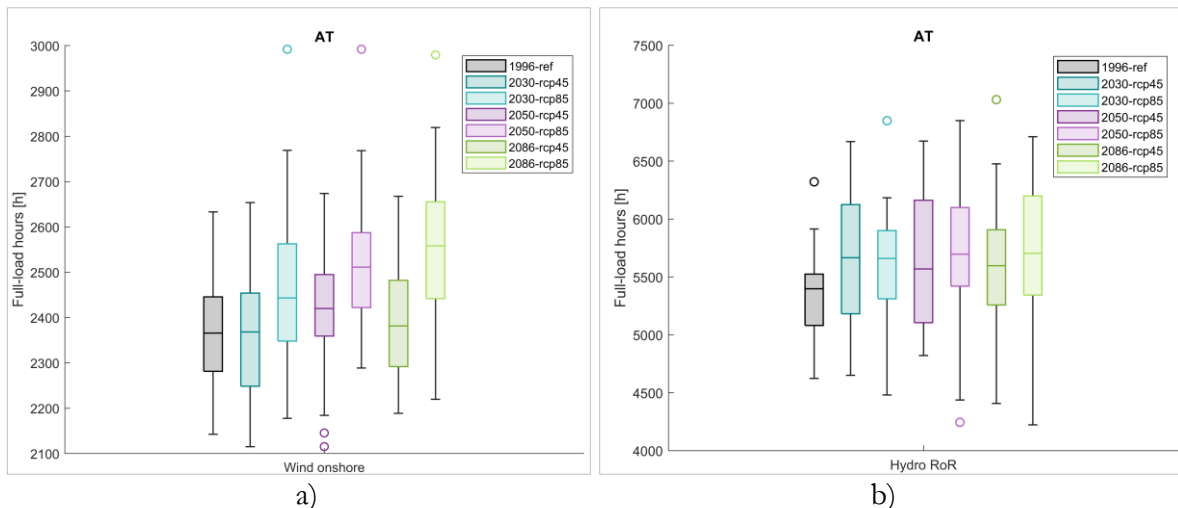 AT
3000
2900
2800
2700
2600
2500
2400
2300
2200
2100
Full-load hours [h]
1996-ref
2030-rcp45
2030-rcp85
2050-rcp45
2050-rcp85
2086-rcp45
2086-rcp85
Wind onshore
a)
AT
7500
7000
6500
6000
5500
5000
4500
4000
Full-load hours [h]
1996-ref
2030-rcp45
2030-rcp85
2050-rcp45
2050-rcp85
2086-rcp45
2086-rcp85
Hydro RoR
b)